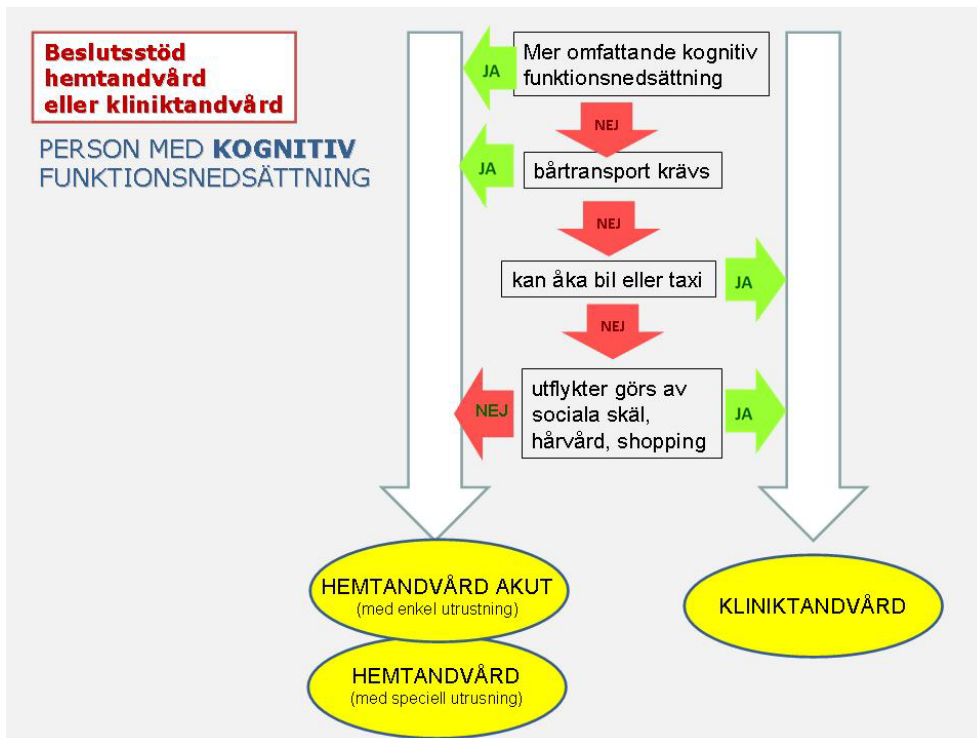 Beslutsstöd
hemtandvård
eller kliniktandvård
PERSON MED KOGNITIV
FUNKTIONSNEDSÄTTNING
Mer omfattande kognitiv
funktionsnedsättning
JA
NEJ
bårtransport krävs
JA
NEJ
kan åka bil eller taxi
JA
NEJ
utflykter görs av
sociala skäl,
hårvård, shopping
NEJ
JA
HEMTANDVÅRD AKUT
(med enkel utrustning)
HEMTANDVÅRD
(med speciell utrusning)
KLINIKTANDVÅRD